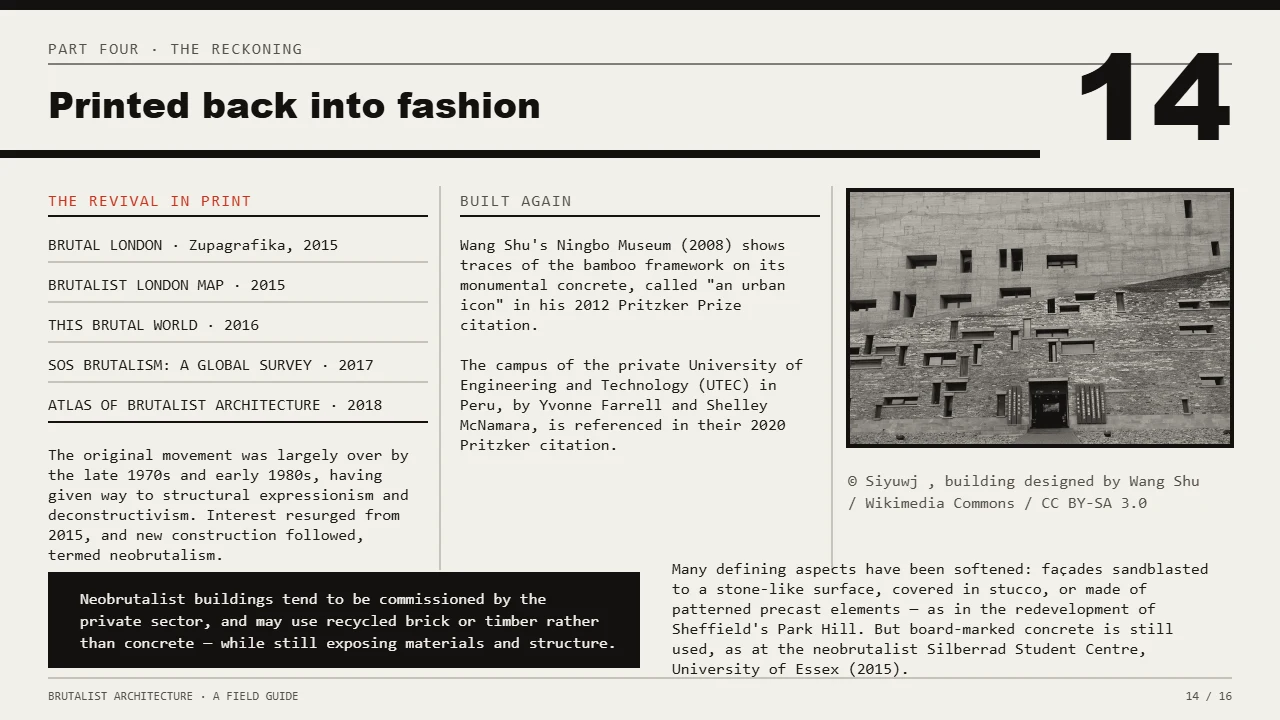 PART FOUR · THE RECKONING
14
Printed back into fashion
THE REVIVAL IN PRINT
BRUTAL LONDON · Zupagrafika, 2015
BRUTALIST LONDON MAP · 2015
THIS BRUTAL WORLD · 2016
SOS BRUTALISM: A GLOBAL SURVEY · 2017
ATLAS OF BRUTALIST ARCHITECTURE · 2018
The original movement was largely over by
the late 1970s and early 1980s, having
given way to structural expressionism and
deconstructivism. Interest resurged from
2015, and new construction followed,
termed neobrutalism.
BUILT AGAIN
Wang Shu's Ningbo Museum (2008) shows
traces of the bamboo framework on its
monumental concrete, called "an urban
icon" in his 2012 Pritzker Prize
citation.
The campus of the private University of
Engineering and Technology (UTEC) in
Peru, by Yvonne Farrell and Shelley
McNamara, is referenced in their 2020
Pritzker citation.
© Siyuwj , building designed by Wang Shu
/ Wikimedia Commons / CC BY-SA 3.0
Neobrutalist buildings tend to be commissioned by the
private sector, and may use recycled brick or timber rather
than concrete — while still exposing materials and structure.
Many defining aspects have been softened: façades sandblasted
to a stone-like surface, covered in stucco, or made of
patterned precast elements — as in the redevelopment of
Sheffield's Park Hill. But board-marked concrete is still
used, as at the neobrutalist Silberrad Student Centre,
University of Essex (2015).
BRUTALIST ARCHITECTURE · A FIELD GUIDE
14 / 16